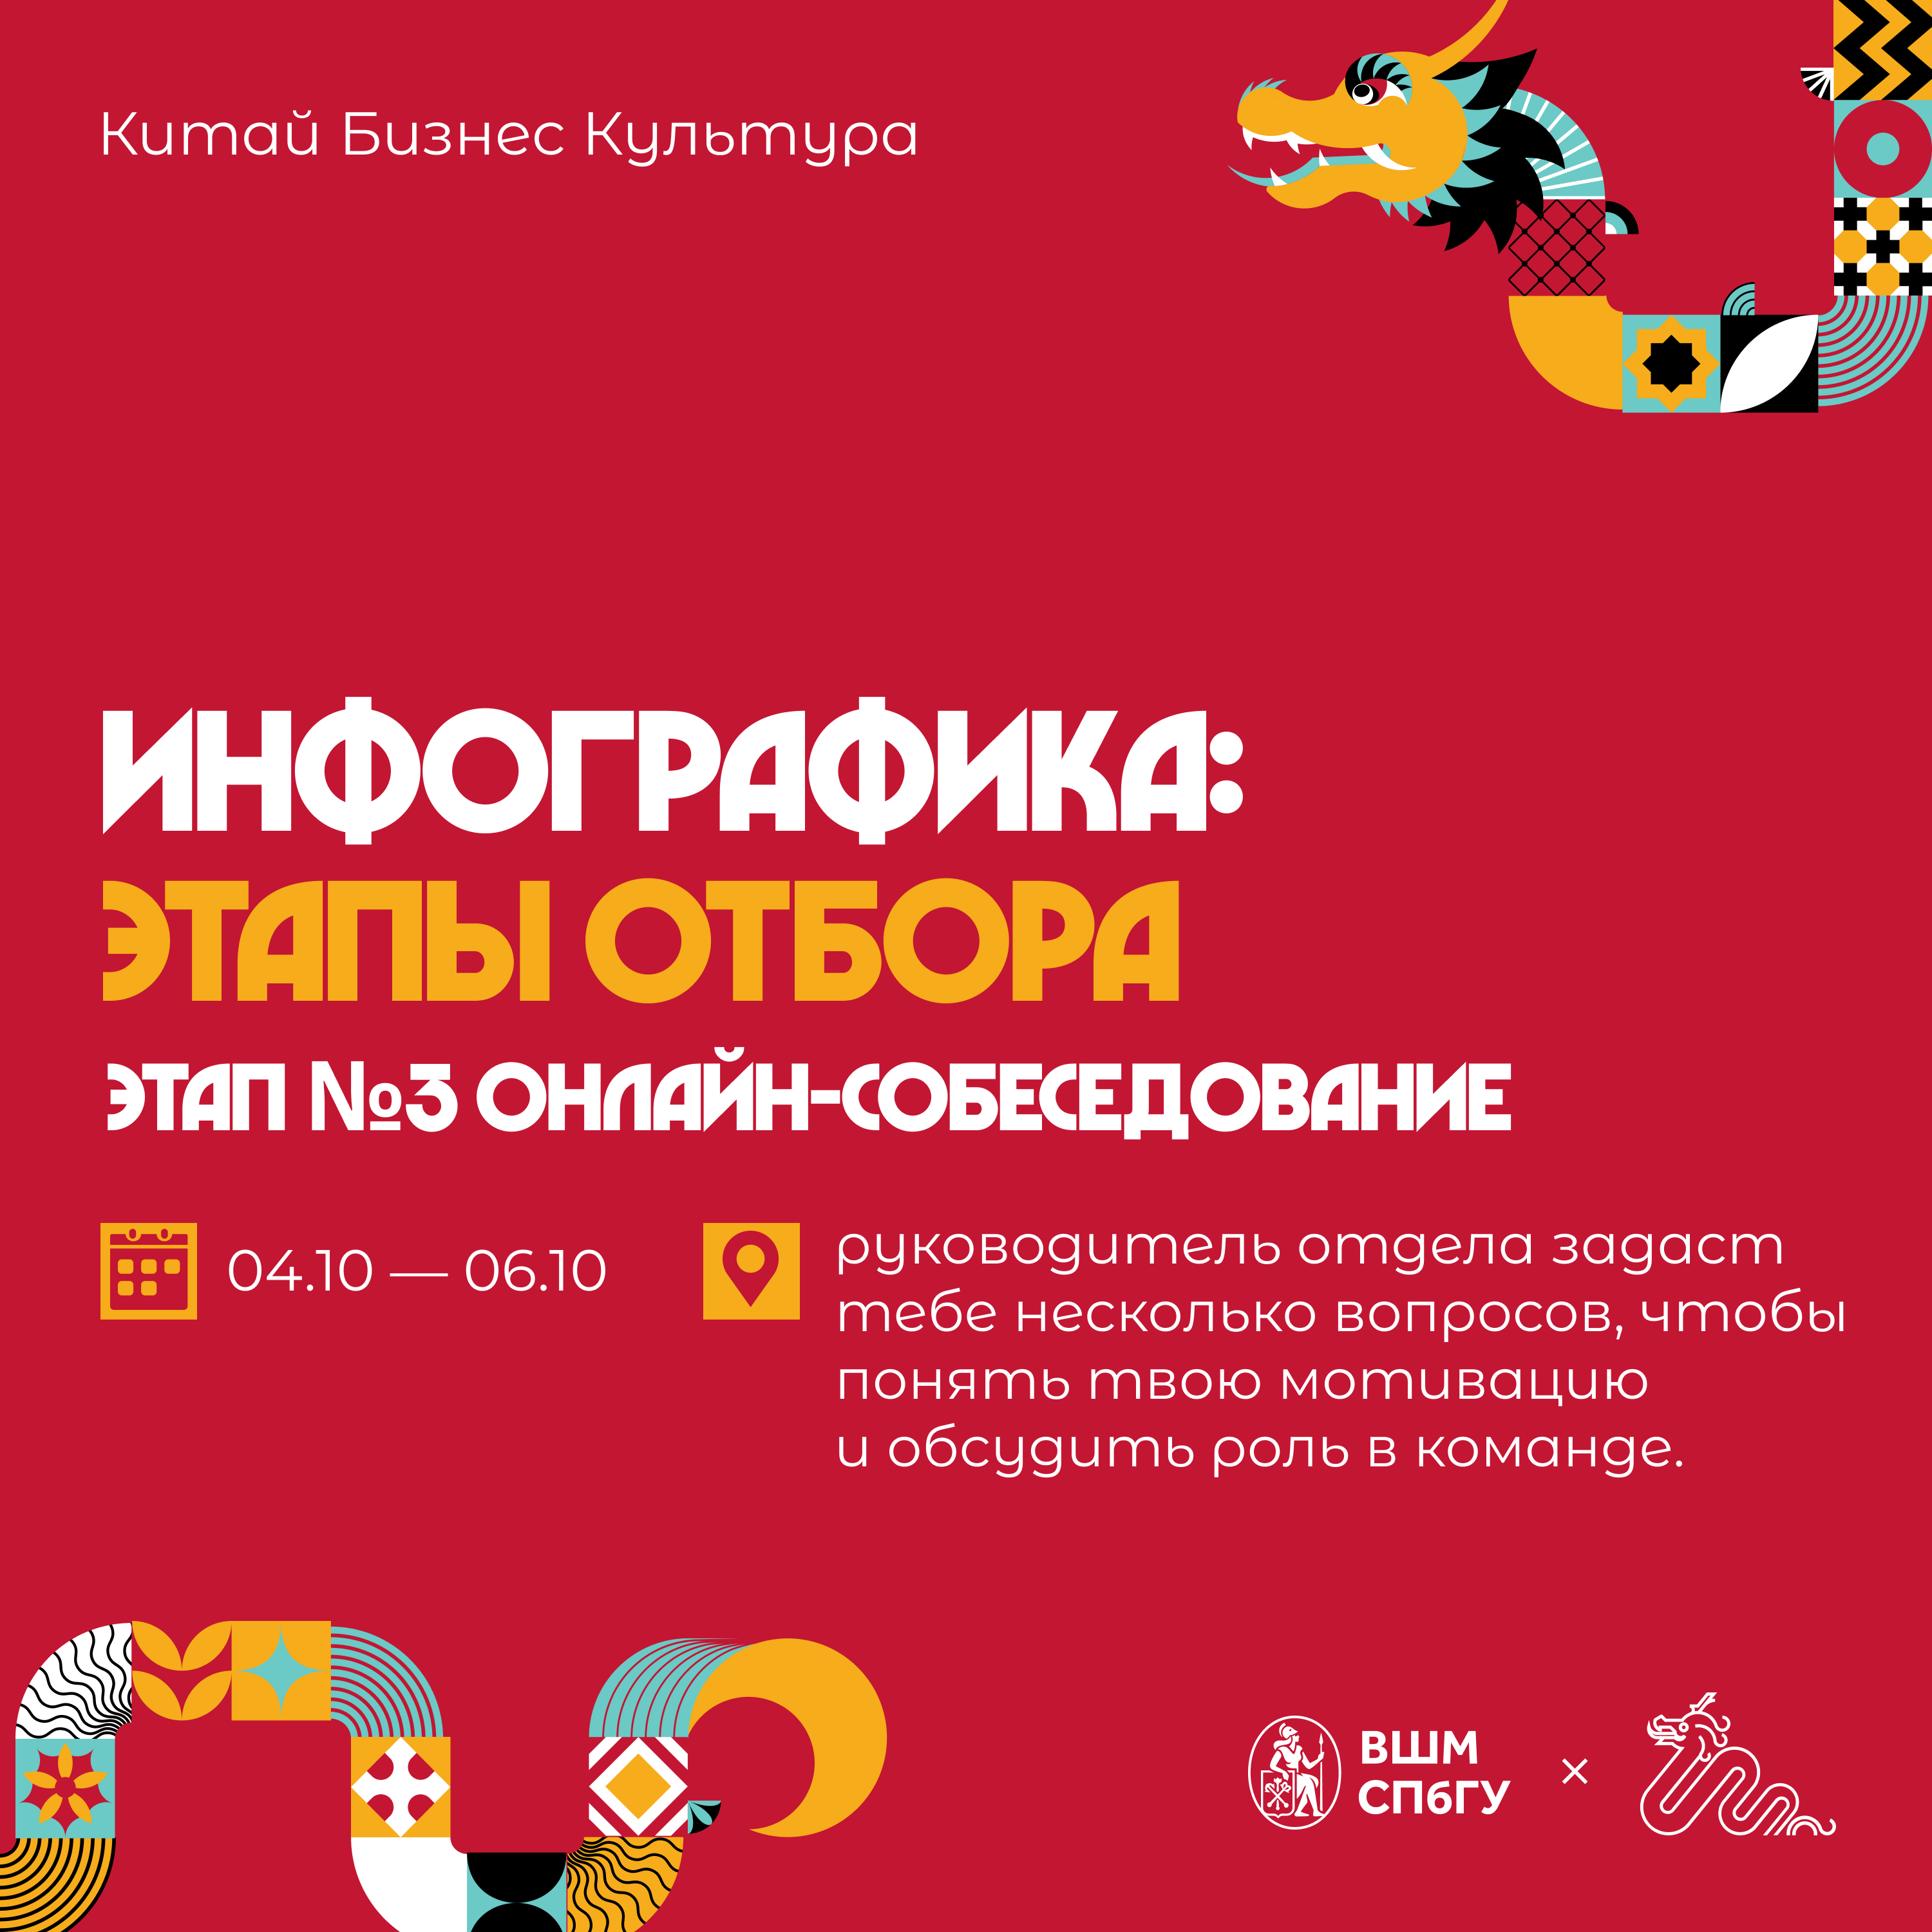 Китай Бизнес Культура
ИНФОГРАФИКА:
ЭТАПЫ ОТБОРА
ЭТАП №3 ОНЛАЙН-СОБЕСЕДОВАНИЕ
04.10 — 06.10
руководитель отдела задаст
тебе несколько вопросов, чтобы
понять твою мотивацию
и обсудить роль в команде.
ВШМ
СПбГУ
×